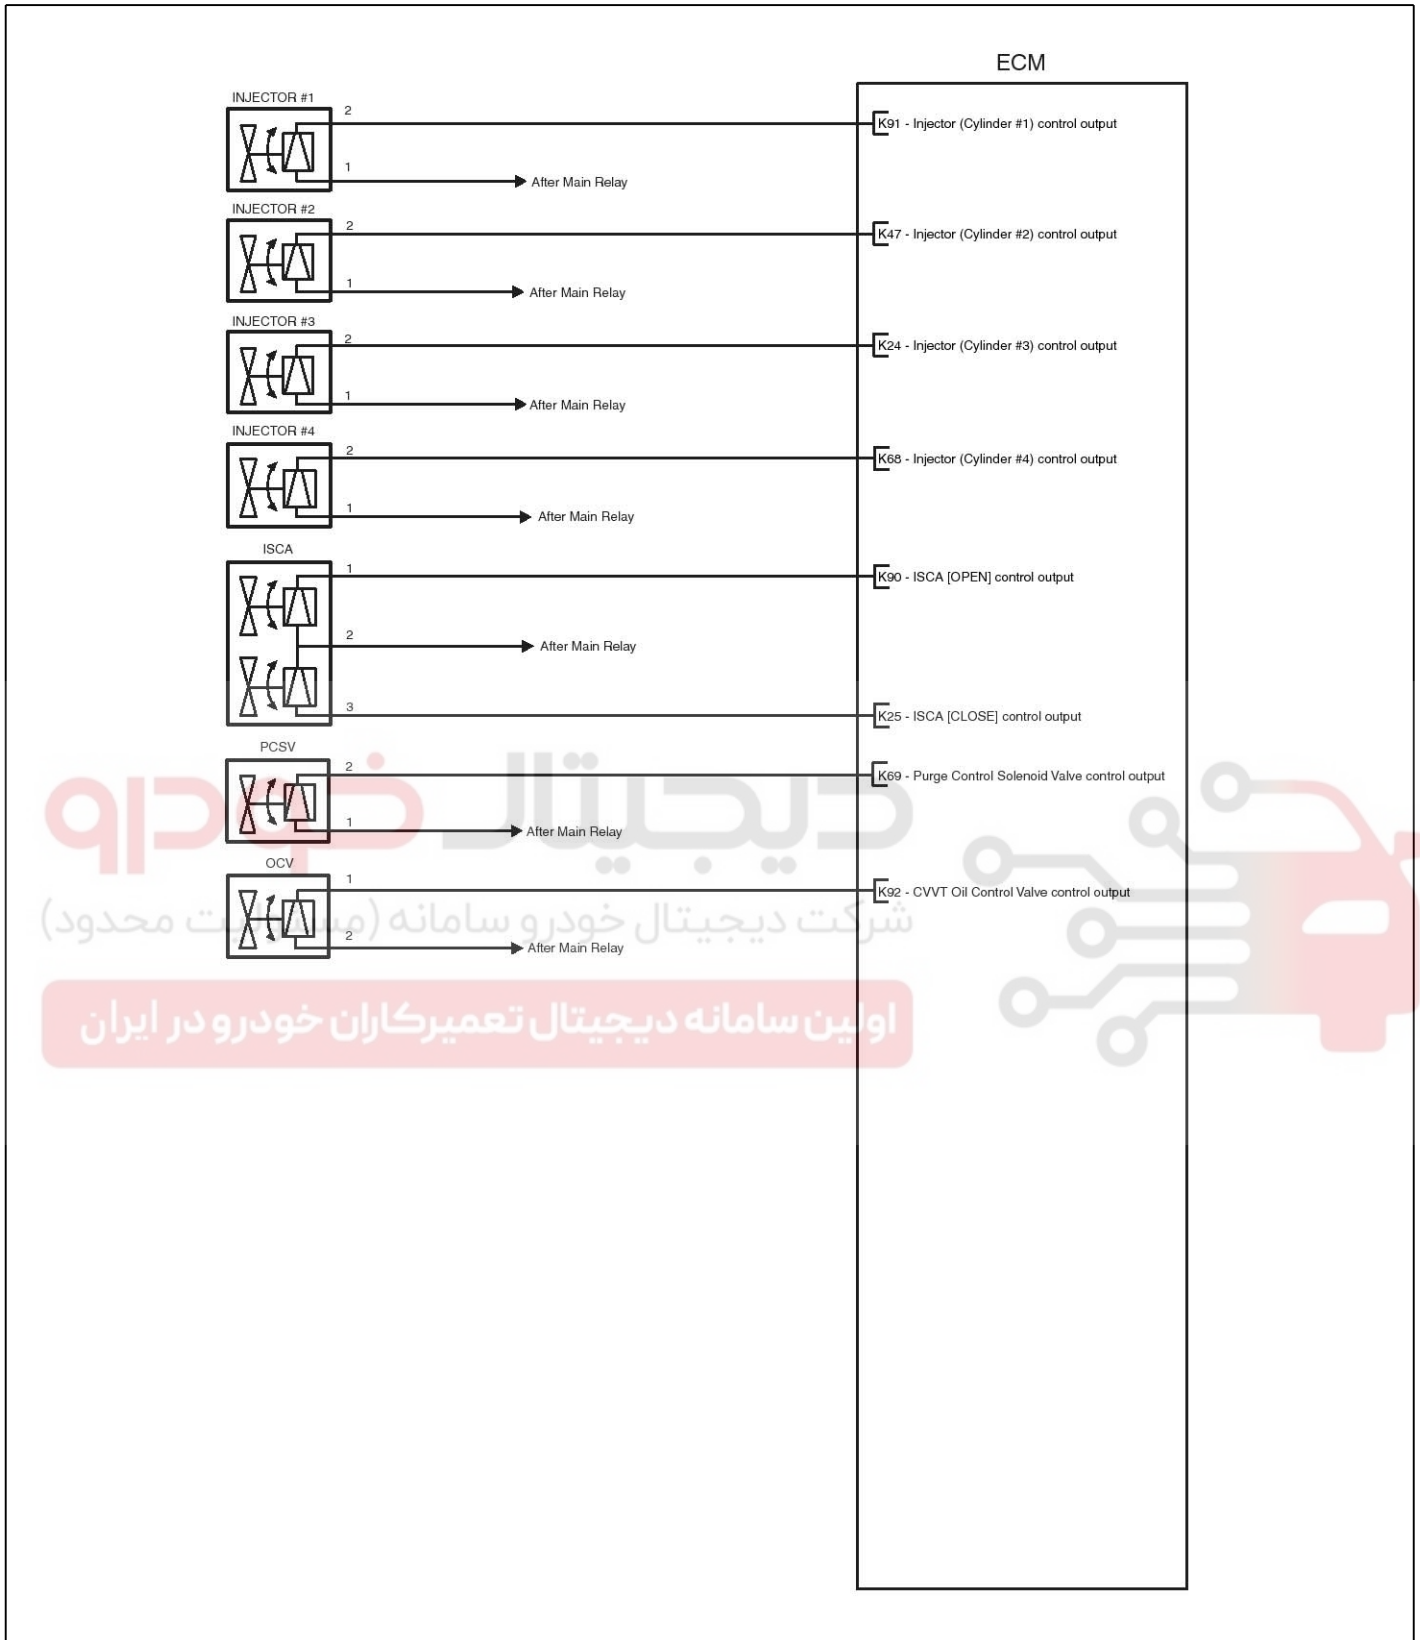 ECM
INJECTOR #1
2
K91 - Injector (Cylinder #1) control output
1
After Main Relay
INJECTOR #2
2
K47 - Injector (Cylinder #2) control output
1
After Main Relay
INJECTOR #3
2
K24 - Injector (Cylinder #3) control output
1
After Main Relay
INJECTOR #4
2
K68 - Injector (Cylinder #4) control output
1
After Main Relay
ISCA
1
K90 - ISCA [OPEN] control output
2
After Main Relay
3
K25 - ISCA [CLOSE] control output
PCSV
2
K69 - Purge Control Solenoid Valve control output
1
After Main Relay
OCV
1
K92 - CVVT Oil Control Valve control output
2
After Main Relay
دیجیتال خودرو
شرکت دیجیتال خودرو سامانه (مسئولیت محدود)
اولین سامانه دیجیتال تعمیرکاران خودرو در ایران